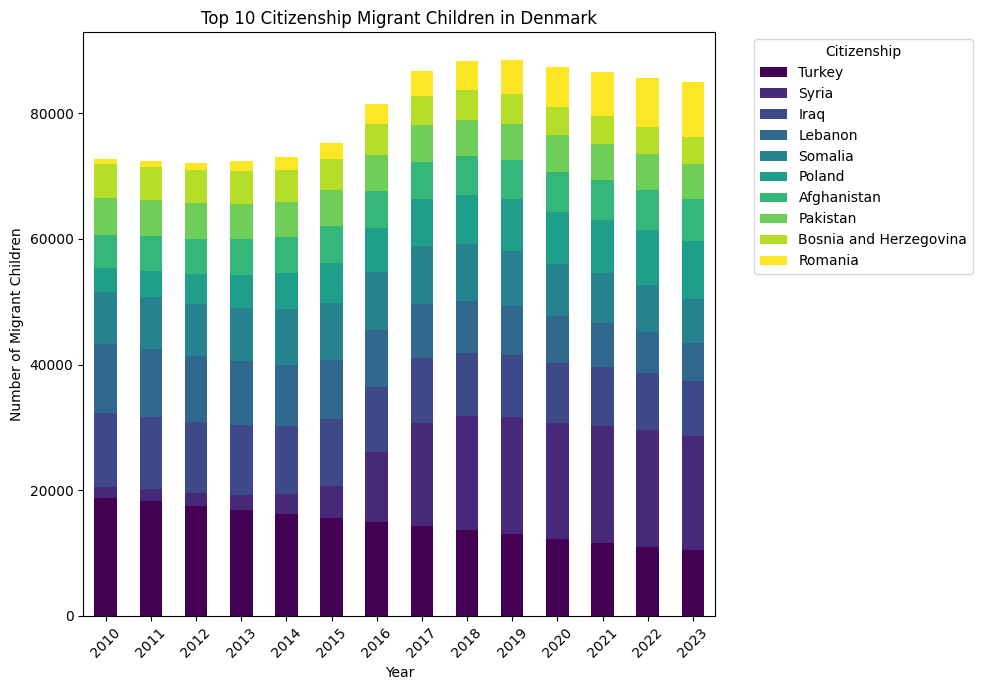 Top 10 Citizenship Migrant Children in Denmark
Number of Migrant Children
80000
60000
40000
20000
0
2010
2011
2012
2013
2014
2015
2016
2017
2018
2019
2020
2021
2022
2023
Year
Citizenship
Turkey
Syria
Iraq
Lebanon
Somalia
Poland
Afghanistan
Pakistan
Bosnia and Herzegovina
Romania